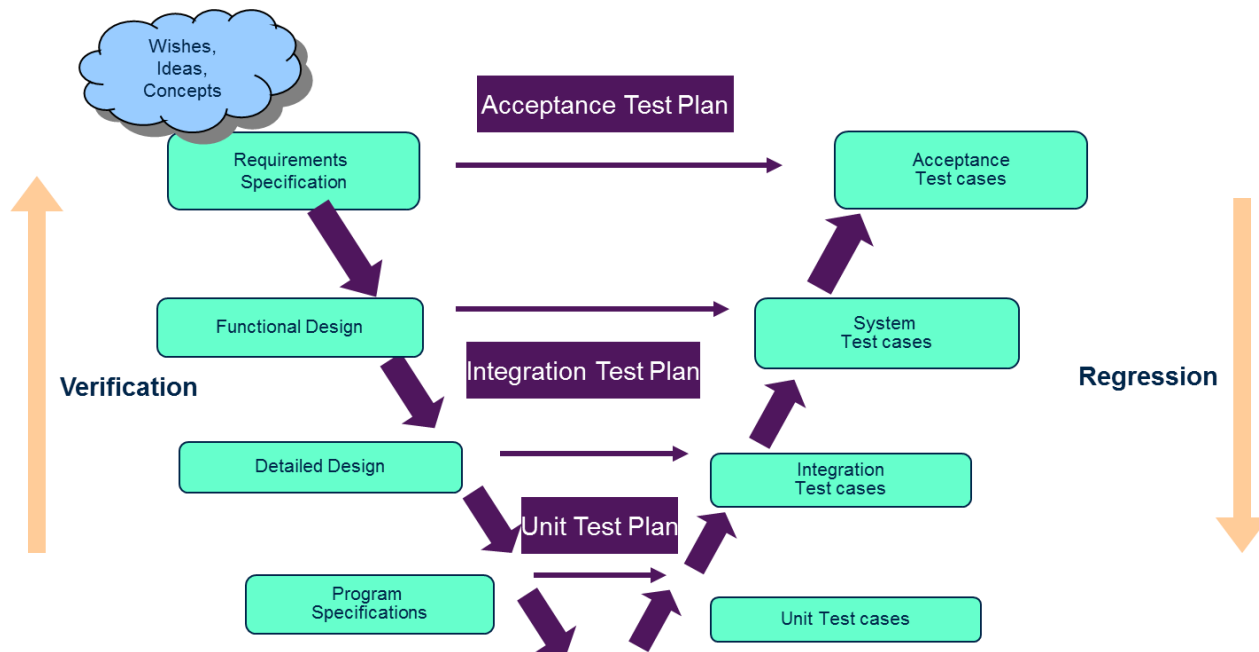 Wishes,
Ideas,
Concepts
Acceptance Test Plan
Requirements
Specification
Acceptance
Test cases
Functional Design
System
Test cases
Integration Test Plan
Verification
Regression
Detailed Design
Integration
Test cases
Unit Test Plan
Program
Specifications
Unit Test cases